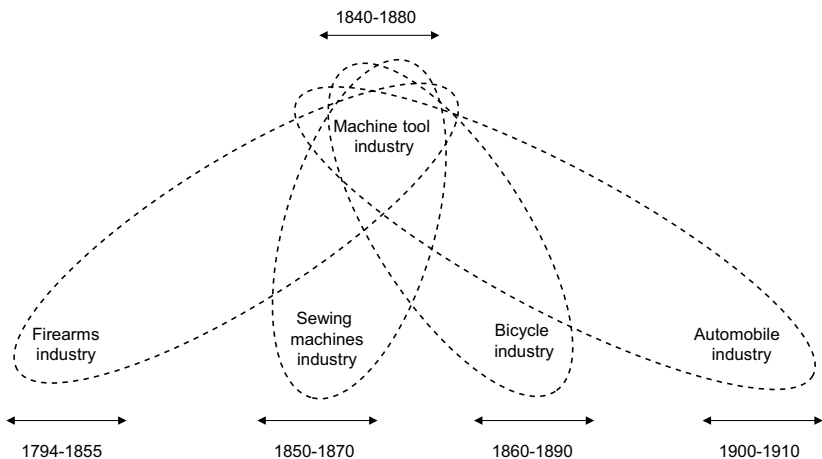 1840-1880
Machine tool
industry
Firearms
industry
Sewing
machines
industry
Bicycle
industry
Automobile
industry
1794-1855
1850-1870
1860-1890
1900-1910